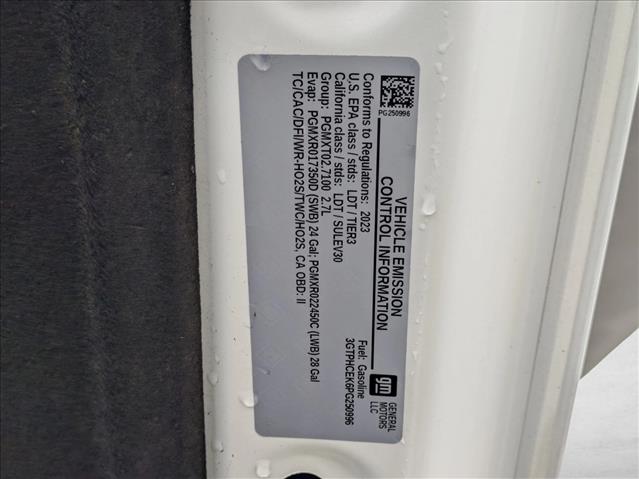 PG250996
VEHICLE EMISSION
CONTROL INFORMATION
gm
GENERAL
MOTORS
LLC
Fuel: Gasoline
3GTPHCEK6PG250996
Conforms to Regulations: 2023
U.S. EPA class / stds: LDT / TIER3
California class / stds: LDT / SULEV30
Group: PGMXT02.7100 2.7L
Evap: PGMXR017350D (SWB) 24 Gal; PGMXR022450C (LWB) 28 Gal
TC/CAC/DFI/WR-HO2S/TWC/HO2S, CA OBD: II